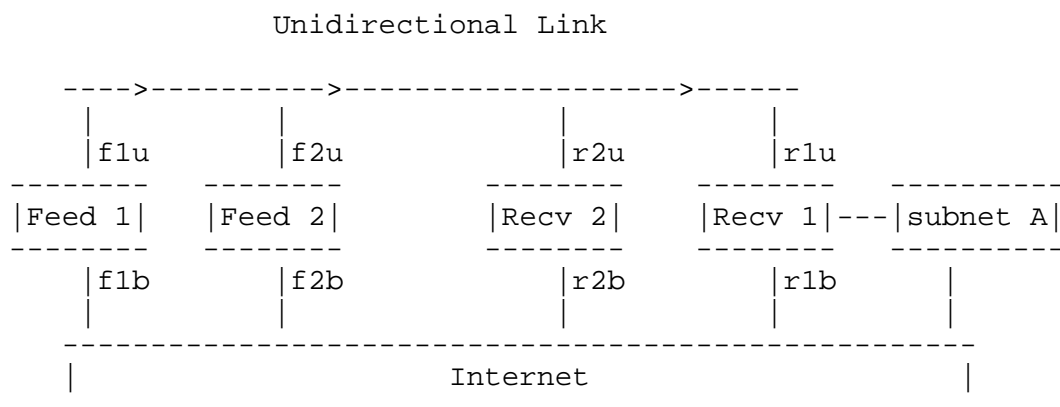 Unidirectional Link
---->---------->------------------->------
|          |               |           |
|f1u       |f2u            |r2u        |r1u
--------   --------        --------    --------   ----------
|Feed 1|   |Feed 2|        |Recv 2|    |Recv 1|---|subnet A|
--------   --------        --------    --------   ----------
|f1b       |f2b            |r2b        |r1b       |
|          |               |           |          |
----------------------------------------------------
|                     Internet                     |